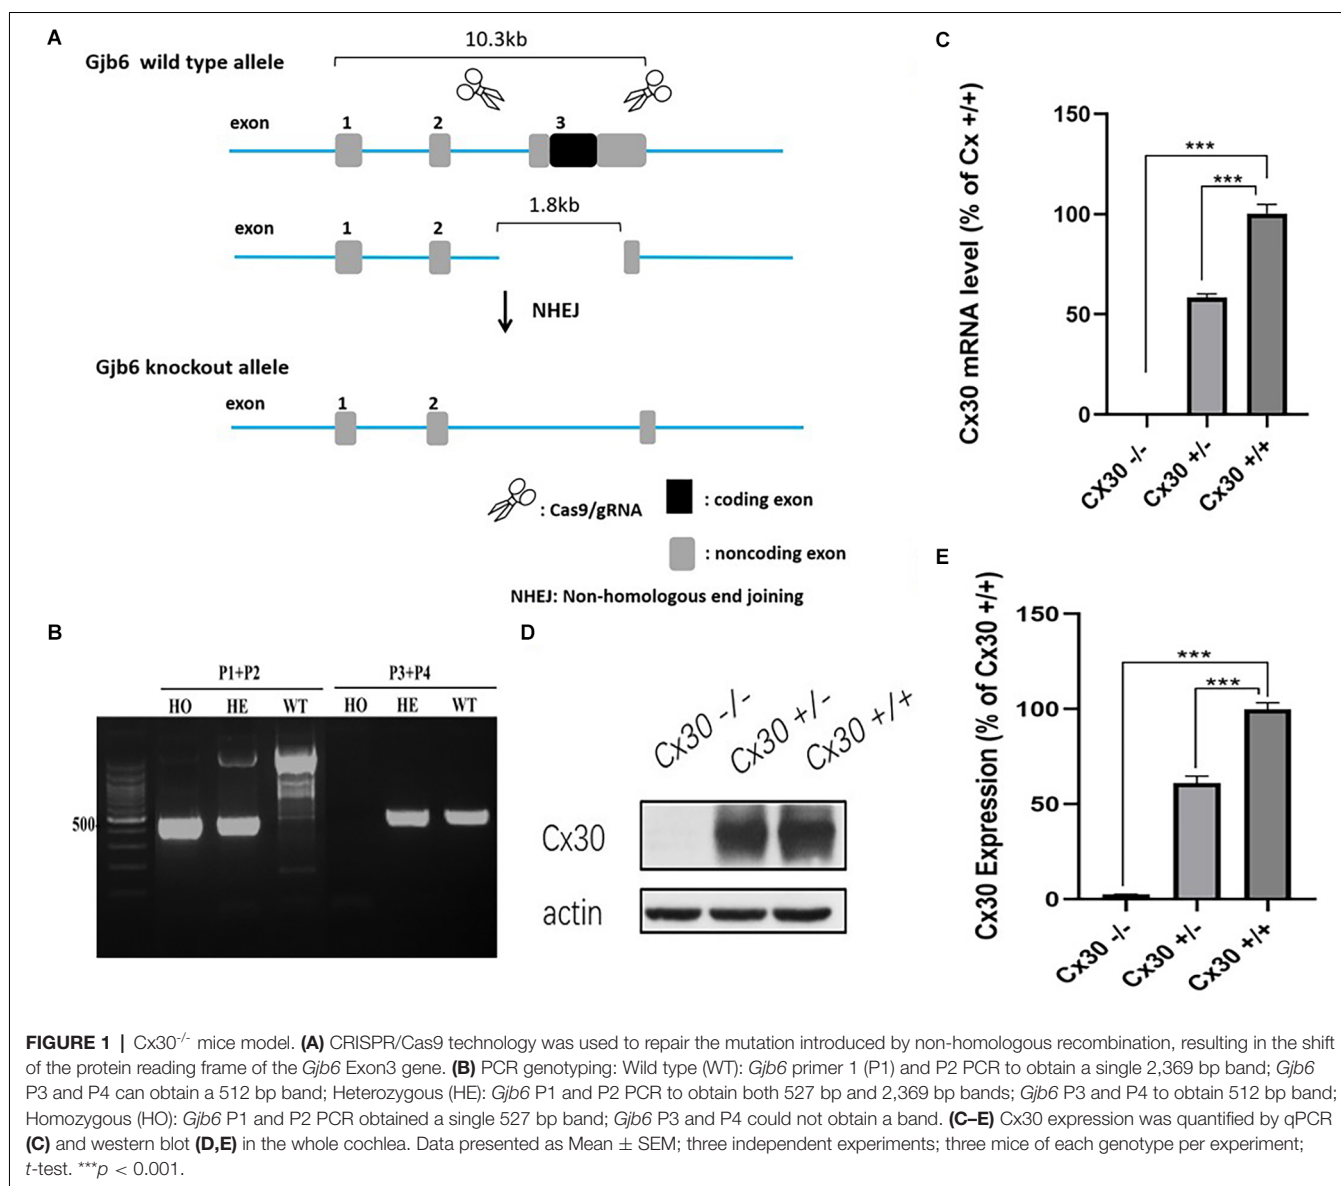 A
Gjb6 wild type allele
10.3kb
exon
1
2
3
1.8kb
exon
1
2
NHEJ
Gjb6 knockout allele
exon
1
2
: Cas9/gRNA
: coding exon
: noncoding exon
NHEJ: Non-homologous end joining
B
P1+P2
P3+P4
HO
HE
WT
HO
HE
WT
500
C
Cx30 mRNA level (% of Cx +/+)
150
100
50
0
***
***
CX30 -/-
Cx30 +/-
Cx30 +/+
D
Cx30 -/-
Cx30 +/-
Cx30 +/+
Cx30
actin
E
Cx30 Expression (% of Cx30 +/+)
150
100
50
0
***
***
Cx30 -/-
Cx30 +/-
Cx30 +/+
FIGURE 1 | Cx30-/- mice model. (A) CRISPR/Cas9 technology was used to repair the mutation introduced by non-homologous recombination, resulting in the shift
of the protein reading frame of the Gjb6 Exon3 gene. (B) PCR genotyping: Wild type (WT): Gjb6 primer 1 (P1) and P2 PCR to obtain a single 2,369 bp band; Gjb6
P3 and P4 can obtain a 512 bp band; Heterozygous (HE): Gjb6 P1 and P2 PCR to obtain both 527 bp and 2,369 bp bands; Gjb6 P3 and P4 to obtain 512 bp band;
Homozygous (HO): Gjb6 P1 and P2 PCR obtained a single 527 bp band; Gjb6 P3 and P4 could not obtain a band. (C–E) Cx30 expression was quantified by qPCR
(C) and western blot (D,E) in the whole cochlea. Data presented as Mean ± SEM; three independent experiments; three mice of each genotype per experiment;
t-test. ***p < 0.001.